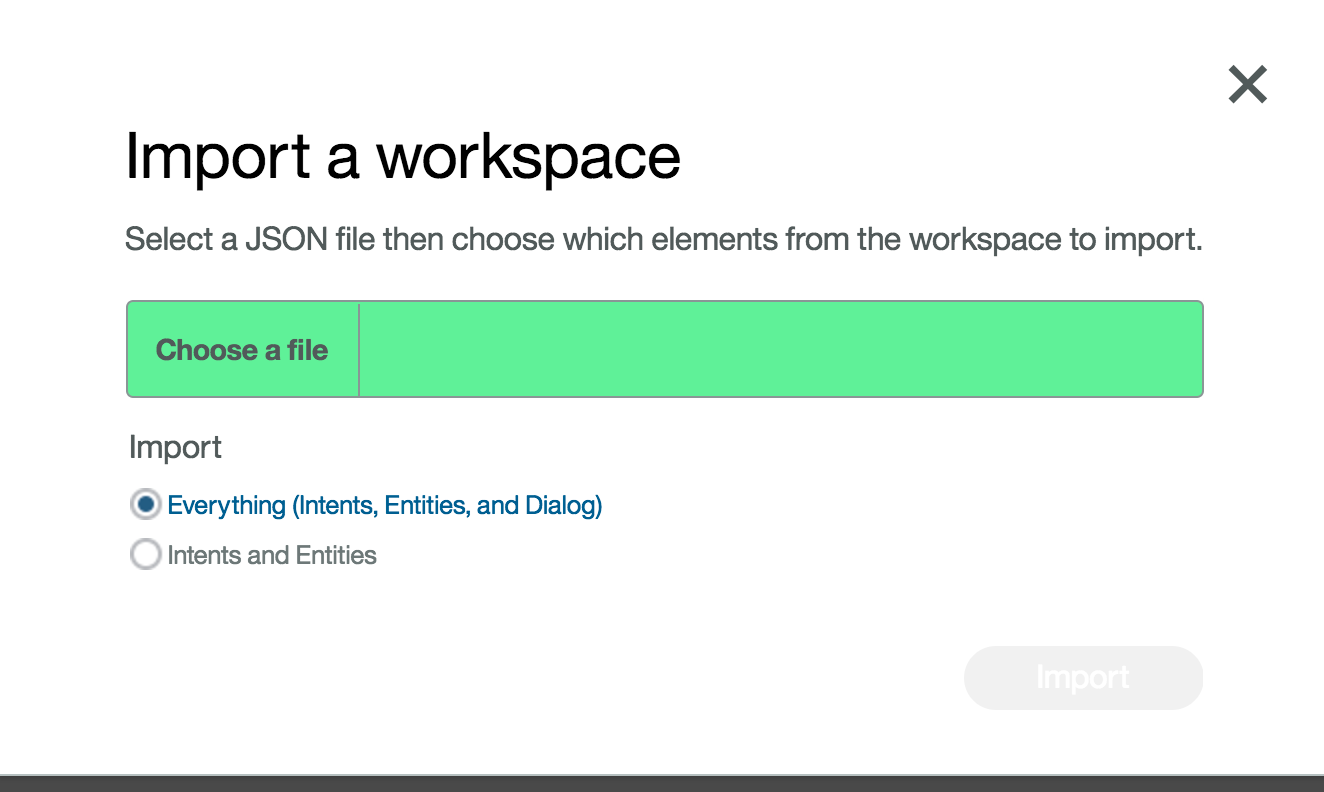 Import a workspace
Select a JSON file then choose which elements from the workspace to import.
Choose a file
Import
Everything (Intents, Entities, and Dialog)
Intents and Entities
Import